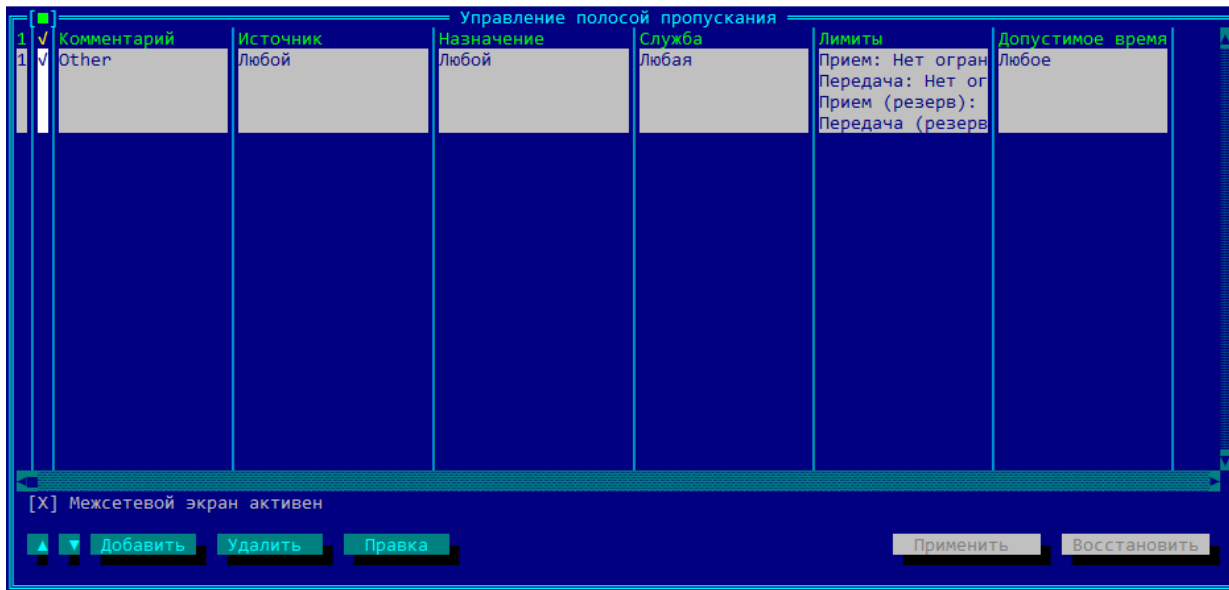 [■] Управление полосой пропускания
1 √ Комментарий Источник Назначение Служба Лимиты Допустимое время
1 √ Other Любой Любой Любая Прием: Нет огран Любое
Передача: Нет ог
Прием (резерв):
Передача (резерв
[X] Межсетевой экран активен
▲ ▼ Добавить Удалить Правка Применить Восстановить